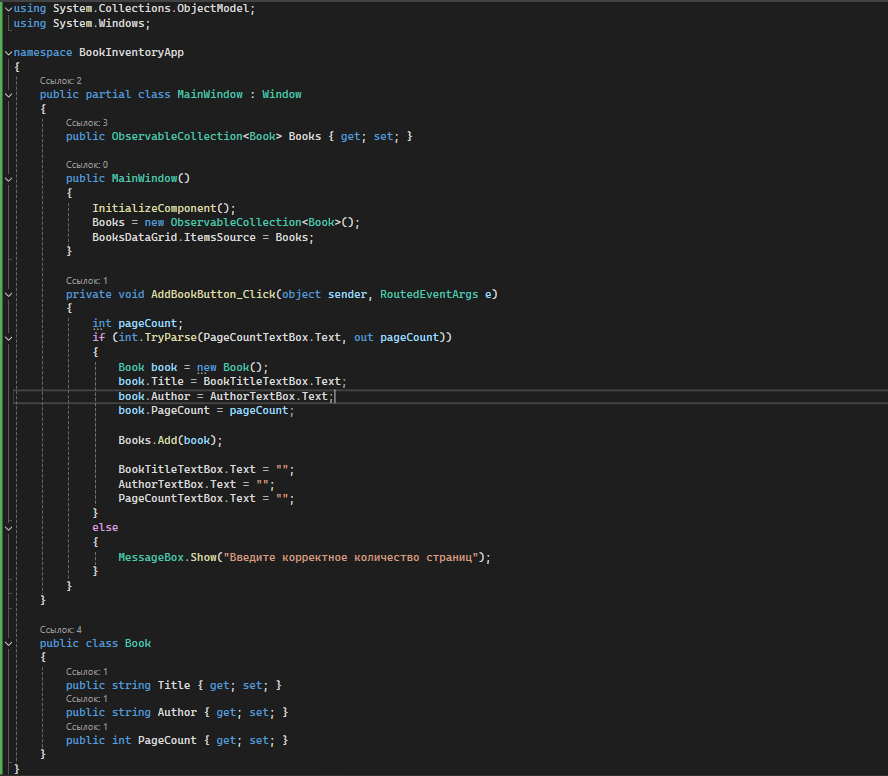 using System.Collections.ObjectModel;
using System.Windows;
namespace BookInventoryApp
{
Ссылок: 2
public partial class MainWindow : Window
{
Ссылок: 3
public ObservableCollection<Book> Books { get; set; }
Ссылок: 0
public MainWindow()
{
InitializeComponent();
Books = new ObservableCollection<Book>();
BooksDataGrid.ItemsSource = Books;
}
Ссылок: 1
private void AddBookButton_Click(object sender, RoutedEventArgs e)
{
int pageCount;
if (int.TryParse(PageCountTextBox.Text, out pageCount))
{
Book book = new Book();
book.Title = BookTitleTextBox.Text;
book.Author = AuthorTextBox.Text;
book.PageCount = pageCount;
Books.Add(book);
BookTitleTextBox.Text = "";
AuthorTextBox.Text = "";
PageCountTextBox.Text = "";
}
else
{
MessageBox.Show("Введите корректное количество страниц");
}
}
}
Ссылок: 4
public class Book
{
Ссылок: 1
public string Title { get; set; }
Ссылок: 1
public string Author { get; set; }
Ссылок: 1
public int PageCount { get; set; }
}
}